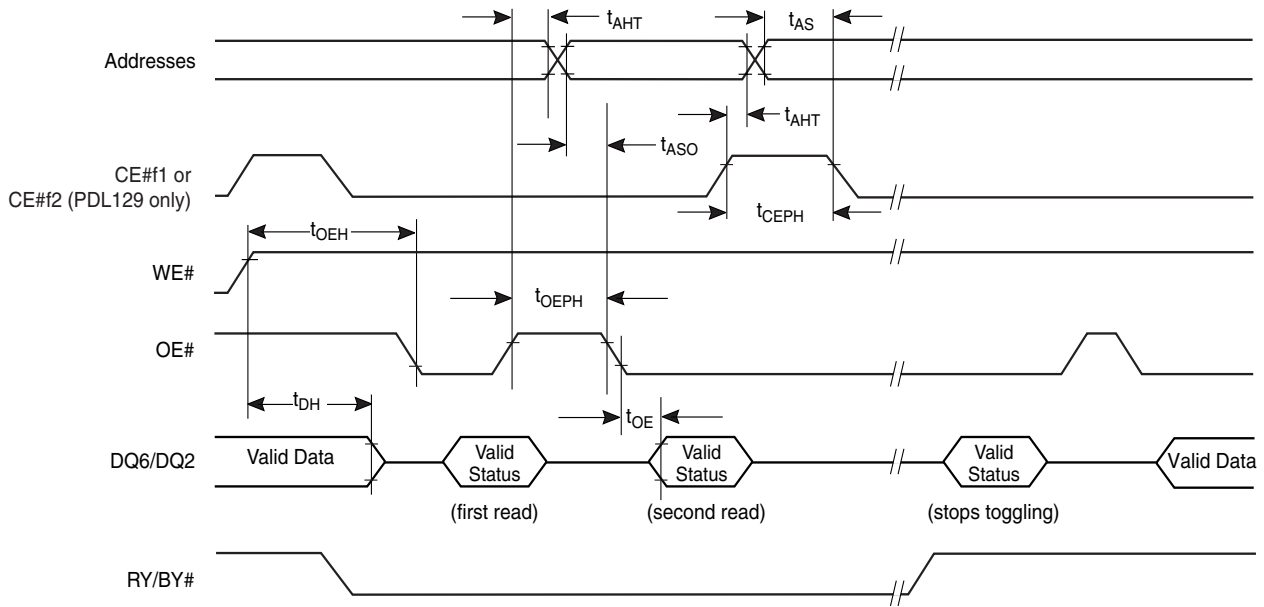 tAHT
tAS
Addresses
tAHT
tASO
CE#f1 or
CE#f2 (PDL129 only)
tCEPH
tOEH
WE#
tOEPH
OE#
tDH
tOE
DQ6/DQ2
Valid Data
Valid
Status
Valid
Status
Valid
Status
Valid Data
(first read)
(second read)
(stops toggling)
RY/BY#